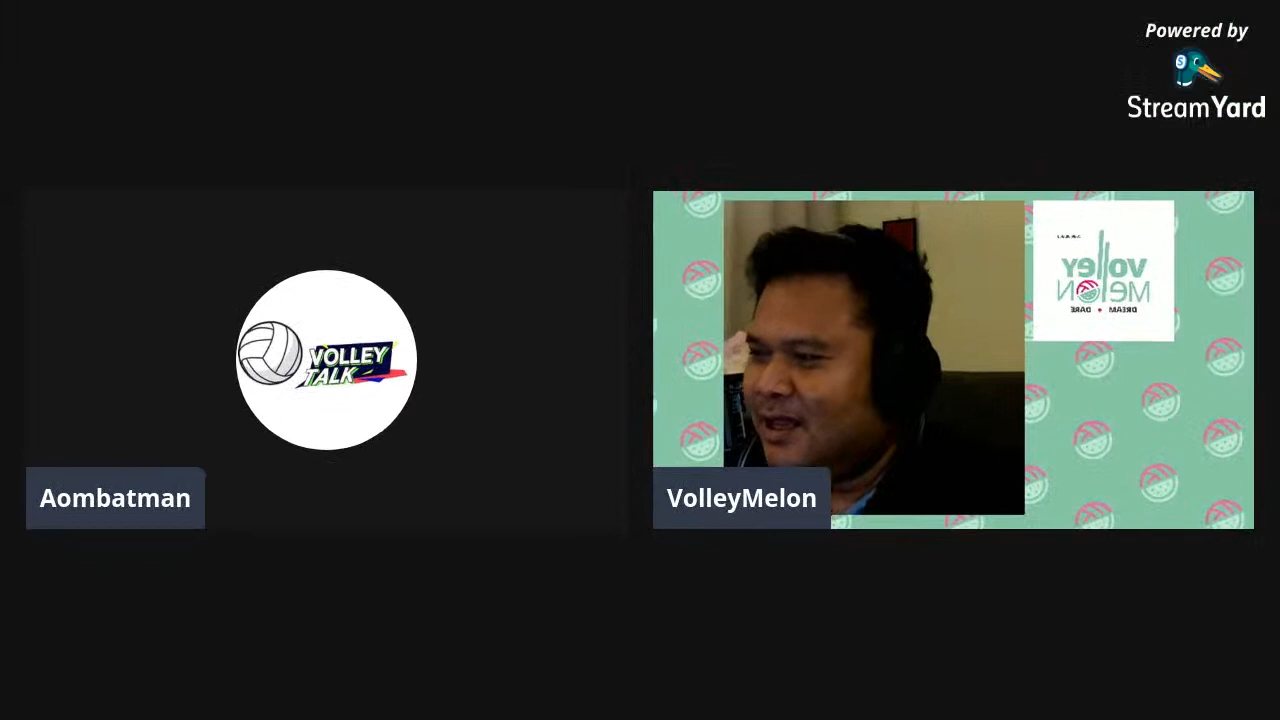 Powered by
StreamYard
S
VOLLEY
TALK
volley
MELON
DREAM • DARE
Aombatman
VolleyMelon